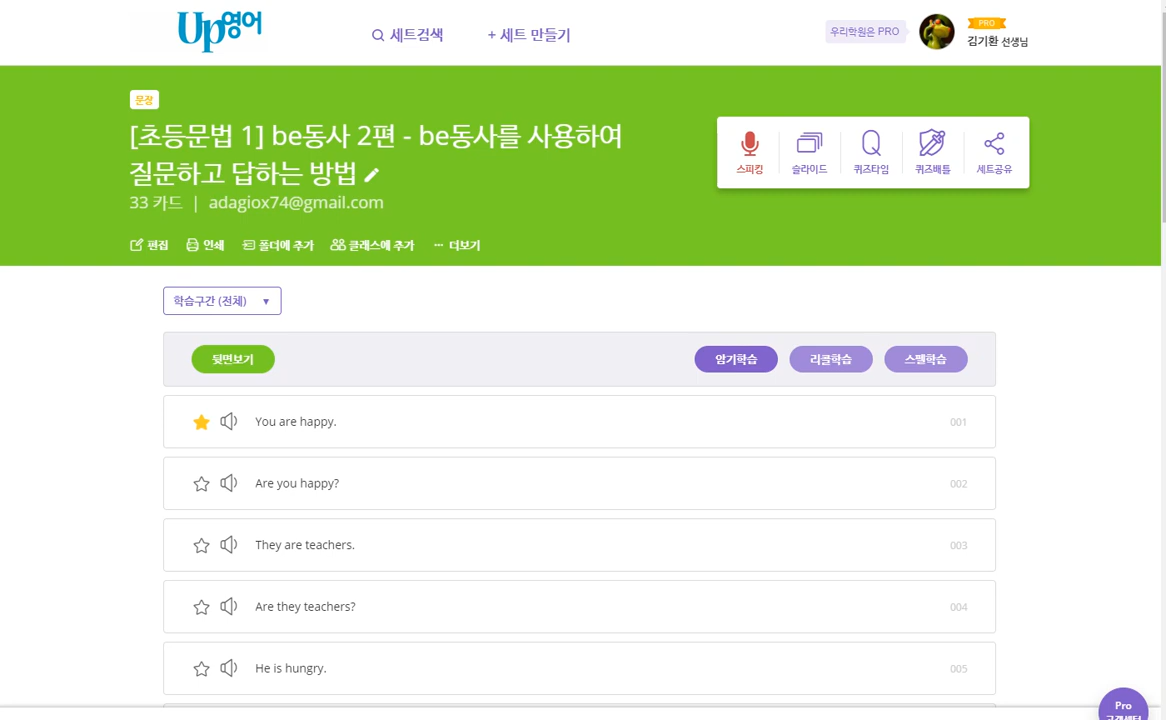 Up영어
세트검색
+ 세트 만들기
우리학원은 PRO
PRO
김기환 선생님
문장
[초등문법 1] be동사 2편 - be동사를 사용하여
질문하고 답하는 방법
33 카드 | adagiox74@gmail.com
스피킹
슬라이드
퀴즈타임
퀴즈배틀
세트공유
편집
인쇄
폴더에 추가
클래스에 추가
··· 더보기
학습구간 (전체) ▼
뒷면보기
암기학습
리콜학습
스펠학습
You are happy. 001
Are you happy? 002
They are teachers. 003
Are they teachers? 004
He is hungry. 005
Pro
고객센터